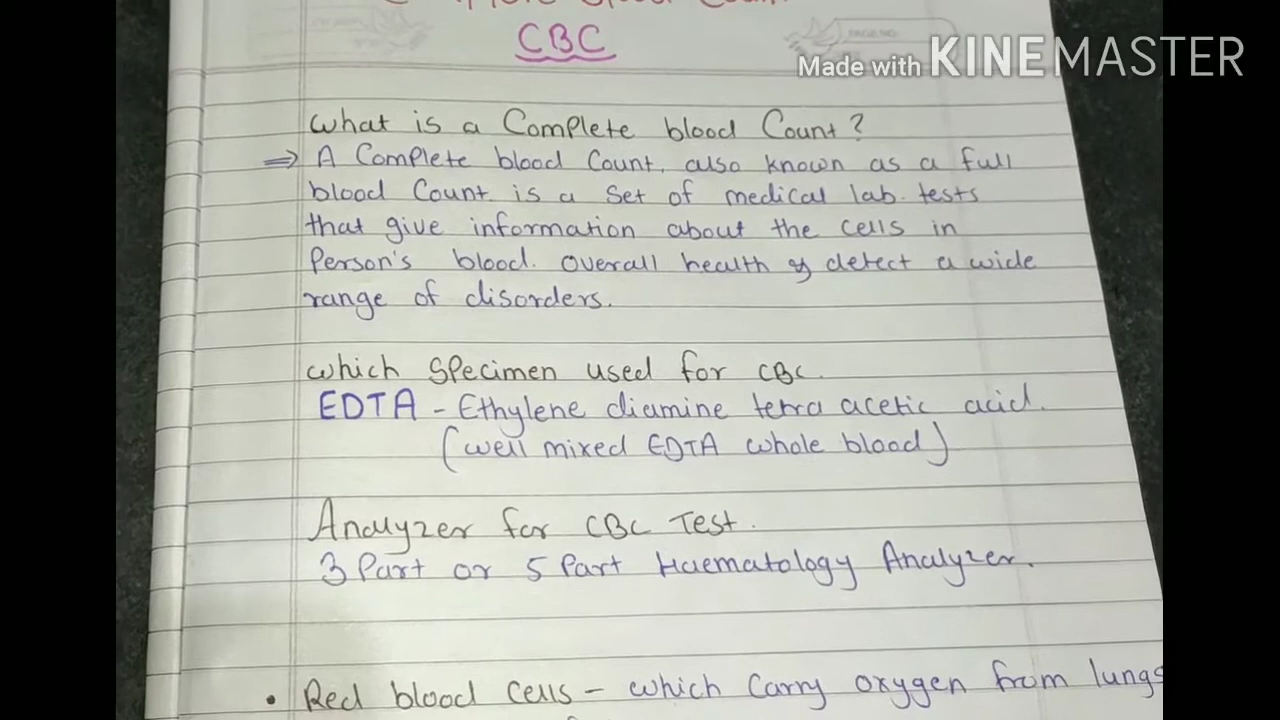 Blood Count
CBC
Made with KINEMASTER
What is a Complete blood Count?
⇒ A Complete blood Count, also known as a full
blood Count is a Set of medical lab. tests
that give information about the cells in
Person's blood. Overall health & detect a wide
range of disorders.
Which Specimen used for CBC.
EDTA - Ethylene diamine tetra acetic acid.
(well mixed EDTA whole blood)
Analyzer for CBC Test.
3 Part or 5 Part Haematology Analyzer.
• Red blood cells - which carry oxygen from lungs